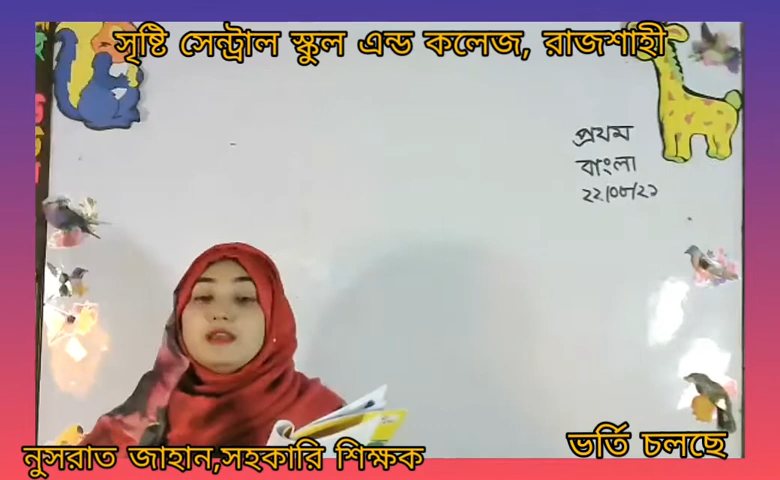 সৃষ্টি সেন্ট্রাল স্কুল এন্ড কলেজ, রাজশাহী
প্রথম
বাংলা
২২/০৮/২১
নুসরাত জাহান,সহকারি শিক্ষক
ভর্তি চলছে